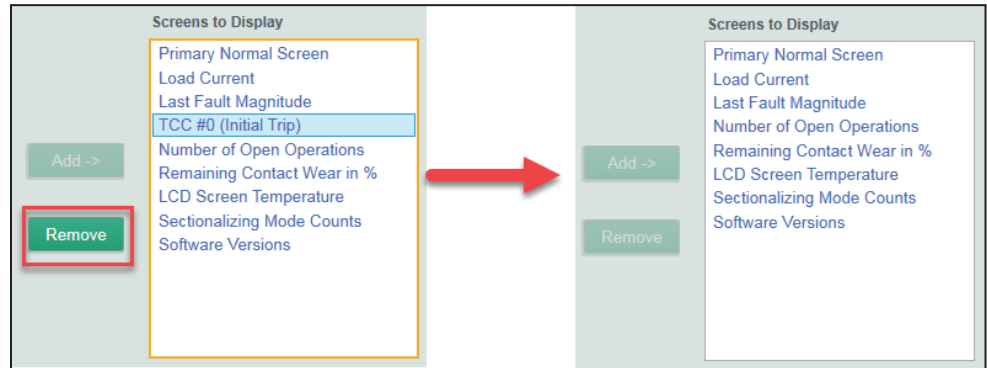 Screens to Display
Primary Normal Screen
Load Current
Last Fault Magnitude
TCC #0 (Initial Trip)
Number of Open Operations
Remaining Contact Wear in %
LCD Screen Temperature
Sectionalizing Mode Counts
Software Versions
Add ->
Remove
Screens to Display
Primary Normal Screen
Load Current
Last Fault Magnitude
Number of Open Operations
Remaining Contact Wear in %
LCD Screen Temperature
Sectionalizing Mode Counts
Software Versions
Add ->
Remove